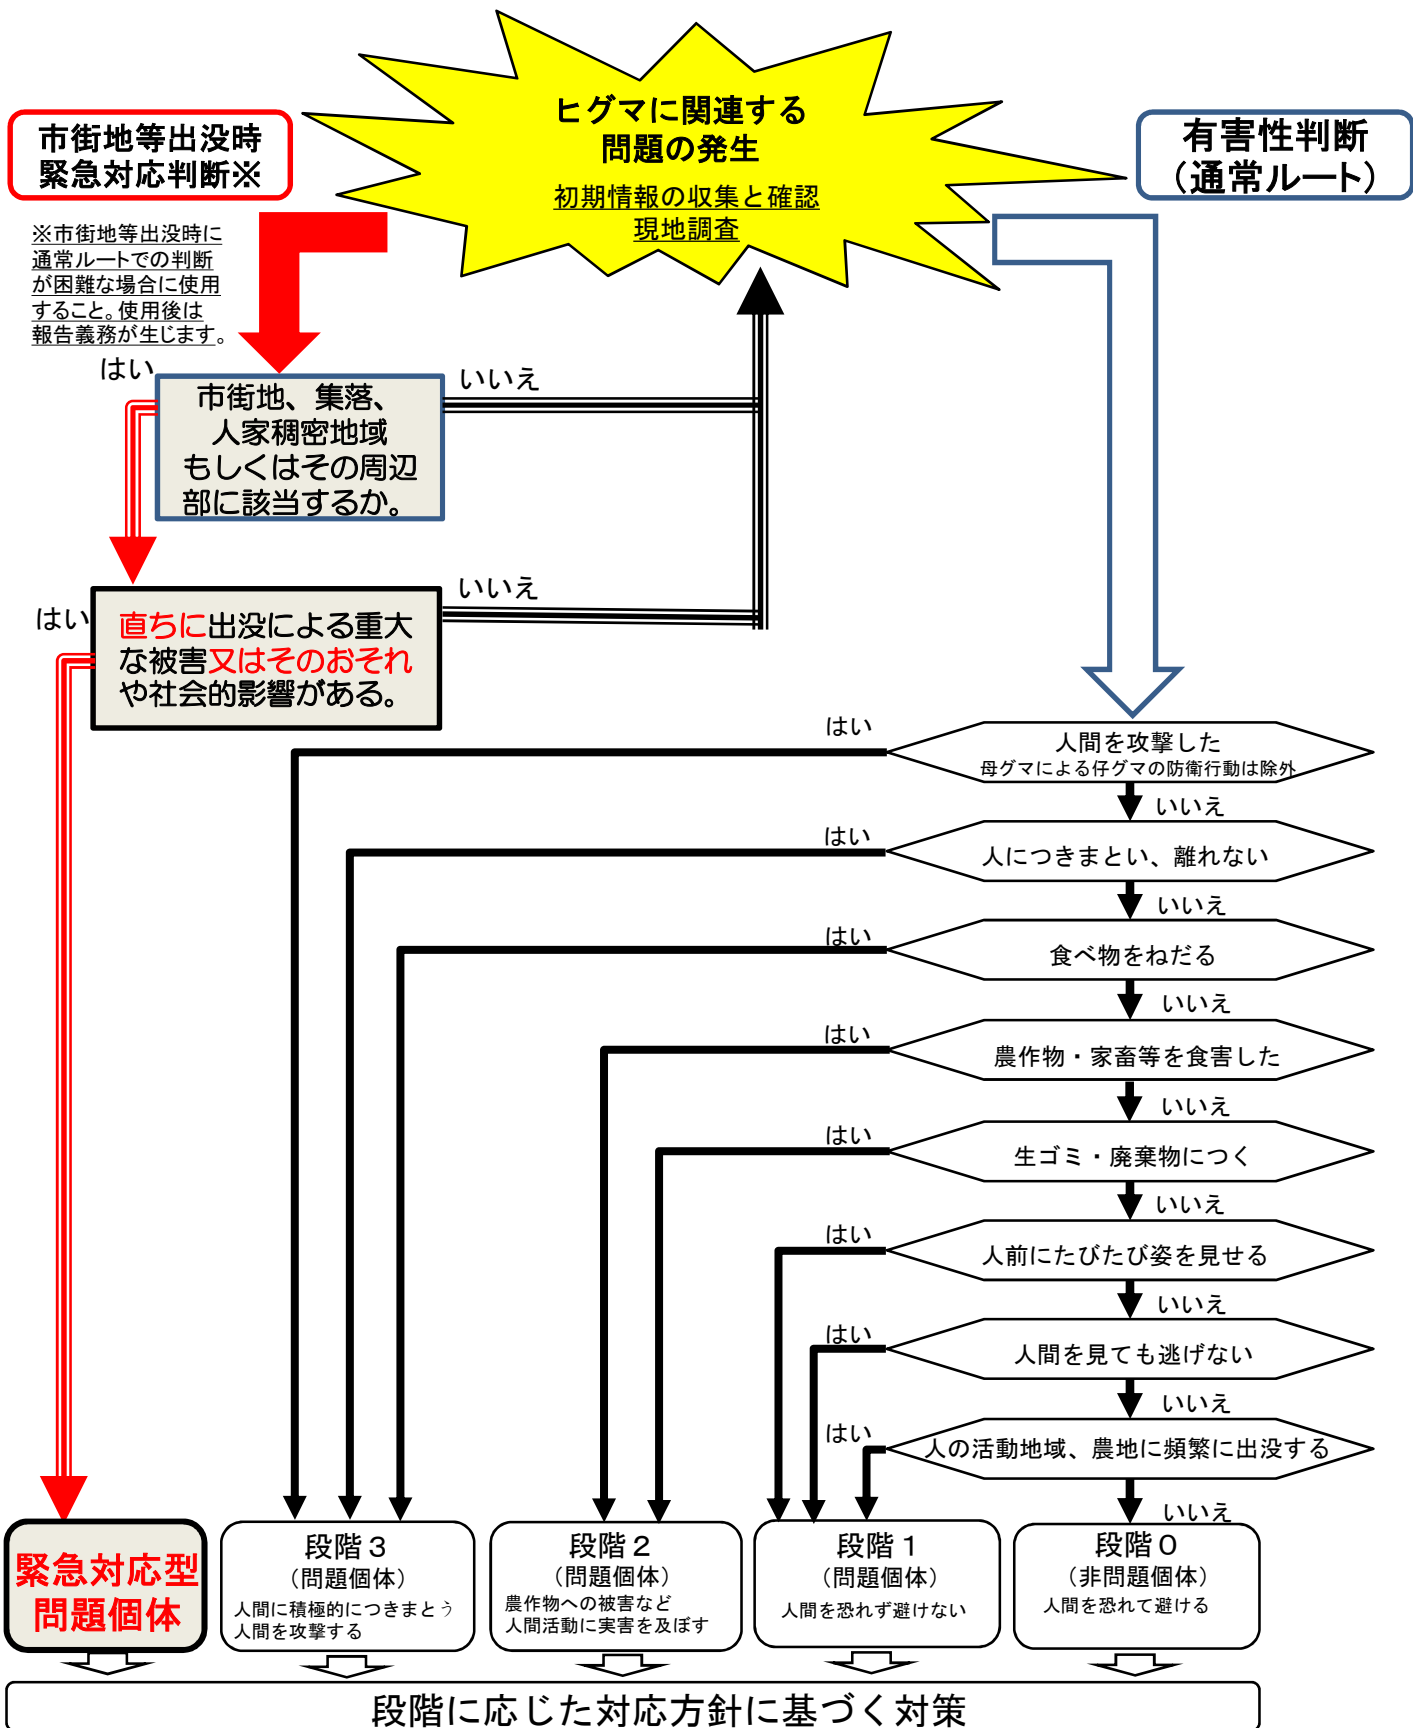 ヒグマに関連する
問題の発生
初期情報の収集と確認
現地調査
市街地等出没時
緊急対応判断※
有害性判断
（通常ルート）
※市街地等出没時に
通常ルートでの判断
が困難な場合に使用
すること。使用後は
報告義務が生じます。
はい
いいえ
市街地、集落、
人家稠密地域
もしくはその周辺
部に該当するか。
はい
いいえ
直ちに出没による重大
な被害又はそのおそれ
や社会的影響がある。
はい
人間を攻撃した
母グマによる仔グマの防衛行動は除外
いいえ
はい
人につきまとい、離れない
いいえ
はい
食べ物をねだる
いいえ
はい
農作物・家畜等を食害した
いいえ
はい
生ゴミ・廃棄物につく
いいえ
はい
人前にたびたび姿を見せる
いいえ
はい
人間を見ても逃げない
いいえ
はい
人の活動地域、農地に頻繁に出没する
いいえ
緊急対応型
問題個体
段階３
（問題個体）
人間に積極的につきまとう
人間を攻撃する
段階２
（問題個体）
農作物への被害など
人間活動に実害を及ぼす
段階１
（問題個体）
人間を恐れず避けない
段階０
（非問題個体）
人間を恐れて避ける
段階に応じた対応方針に基づく対策